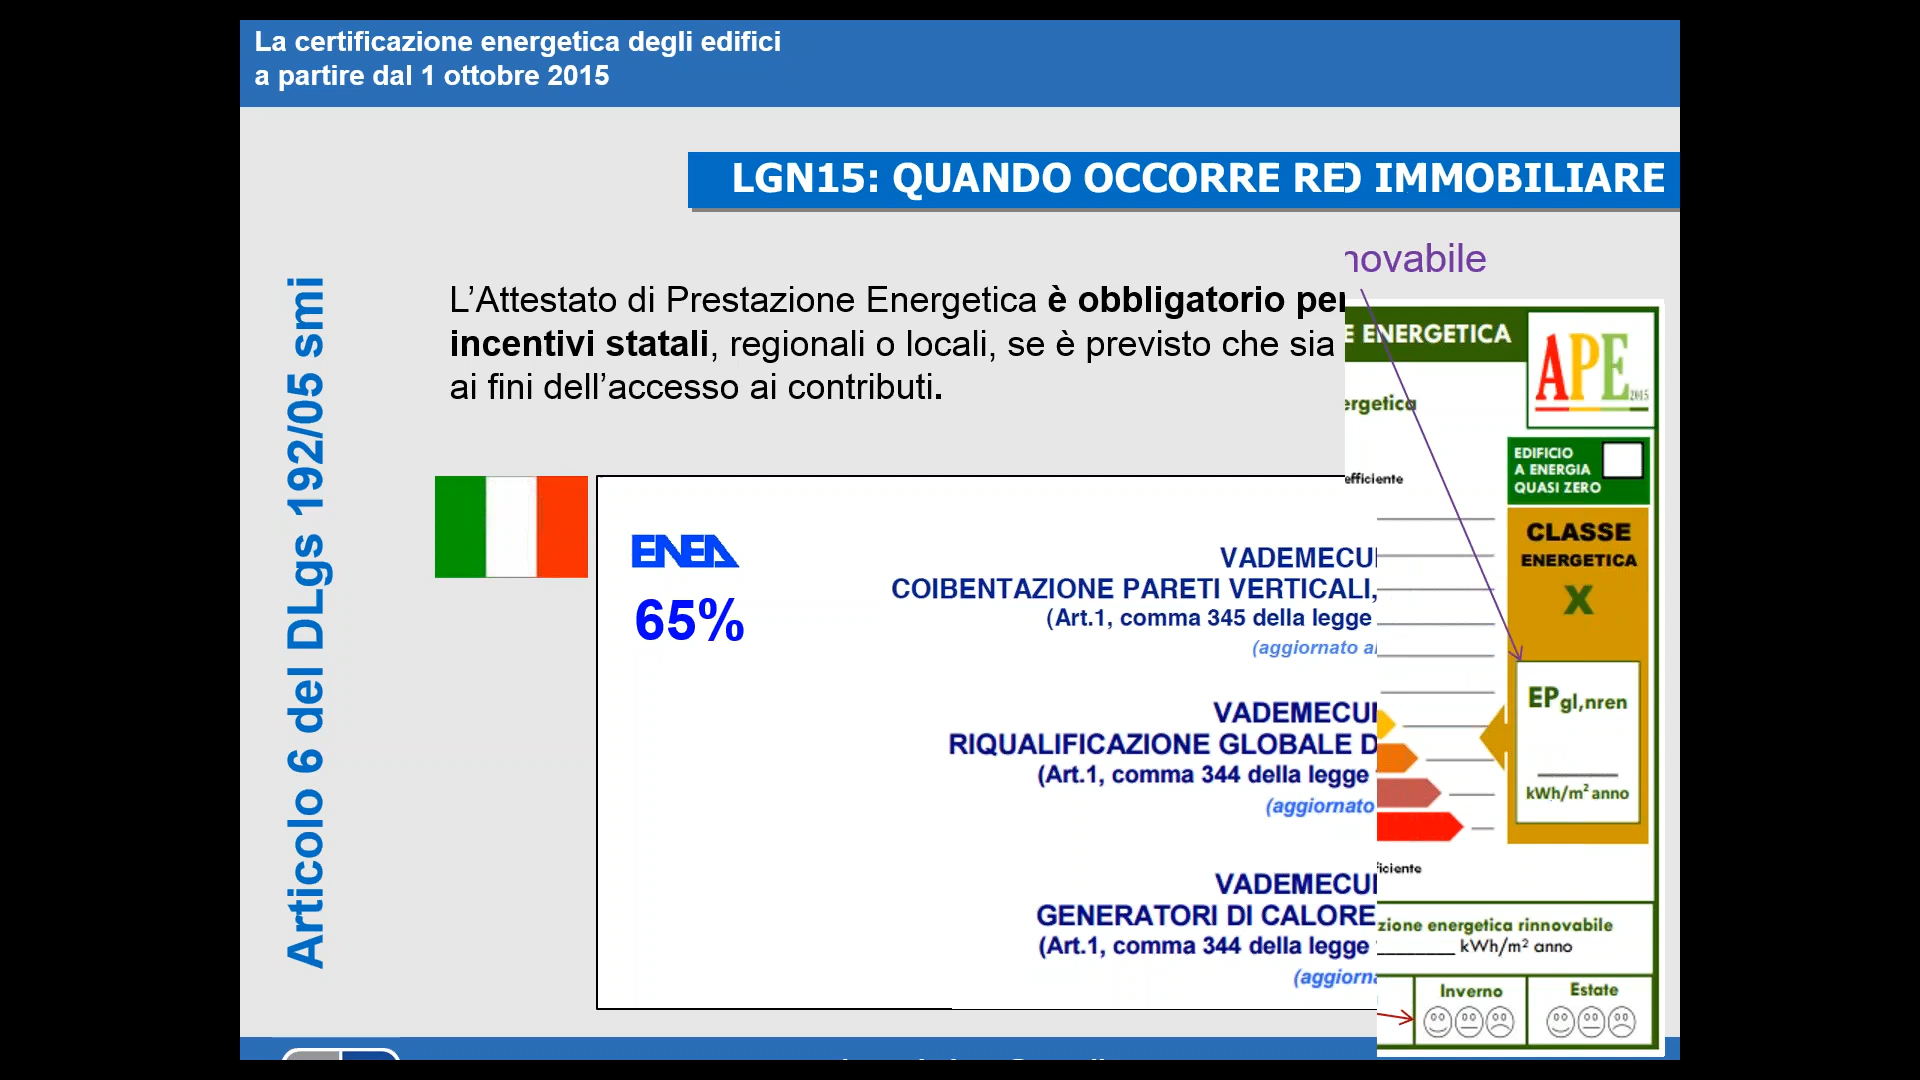 La certificazione energetica degli edifici
a partire dal 1 ottobre 2015
LGN15: QUANDO OCCORRE RE
IMMOBILIARE
Articolo 6 del DLgs 192/05 smi
L’Attestato di Prestazione Energetica è obbligatorio per
incentivi statali, regionali o locali, se è previsto che sia
ai fini dell’accesso ai contributi.
novabile
E ENERGETICA
APE
2015
ergetica
efficiente
EDIFICIO
A ENERGIA
QUASI ZERO
CLASSE
ENERGETICA
X
EPgl,nren
kWh/m² anno
ENEA
65%
VADEMECU
COIBENTAZIONE PARETI VERTICALI,
(Art.1, comma 345 della legge
(aggiornato al
VADEMECU
RIQUALIFICAZIONE GLOBALE D
(Art.1, comma 344 della legge
(aggiornato
VADEMECU
GENERATORI DI CALORE
(Art.1, comma 344 della legge
(aggiorna
ficiente
zione energetica rinnovabile
kWh/m² anno
Inverno
Estate